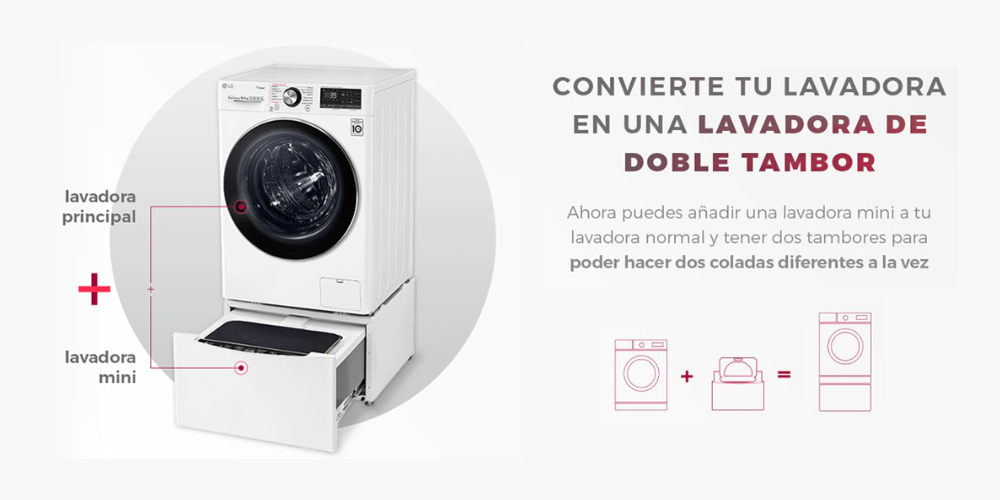 CONVIERTE TU LAVADORA
EN UNA LAVADORA DE
DOBLE TAMBOR
Ahora puedes añadir una lavadora mini a tu
lavadora normal y tener dos tambores para
poder hacer dos coladas diferentes a la vez
lavadora
principal
+
lavadora
mini
LG
+ =